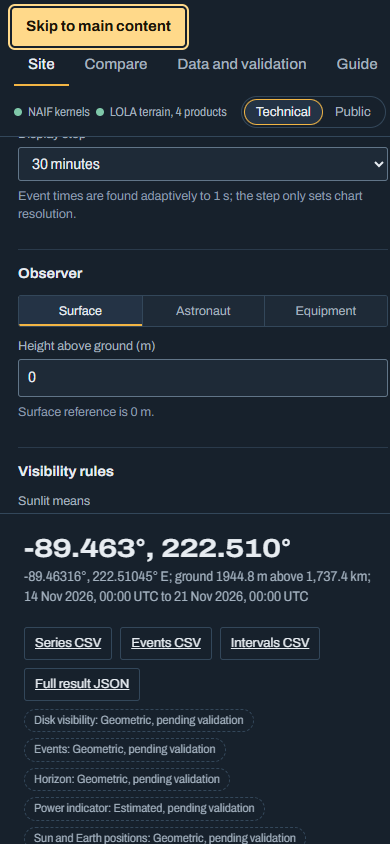 Skip to main content
Site Compare Data and validation Guide
NAIF kernels LOLA terrain, 4 products Technical Public
Display step
30 minutes
Event times are found adaptively to 1 s; the step only sets chart
resolution.
Observer
Surface Astronaut Equipment
Height above ground (m)
0
Surface reference is 0 m.
Visibility rules
Sunlit means
-89.463°, 222.510°
-89.46316°, 222.51045° E; ground 1944.8 m above 1,737.4 km;
14 Nov 2026, 00:00 UTC to 21 Nov 2026, 00:00 UTC
Series CSV Events CSV Intervals CSV
Full result JSON
Disk visibility: Geometric, pending validation
Events: Geometric, pending validation
Horizon: Geometric, pending validation
Power indicator: Estimated, pending validation
Sun and Earth positions: Geometric, pending validation